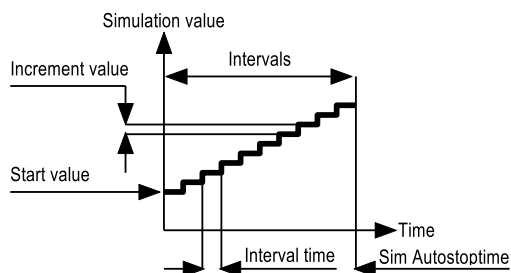 Simulation value
Increment value
Intervals
Start value
Time
Interval time
Sim Autostoptime